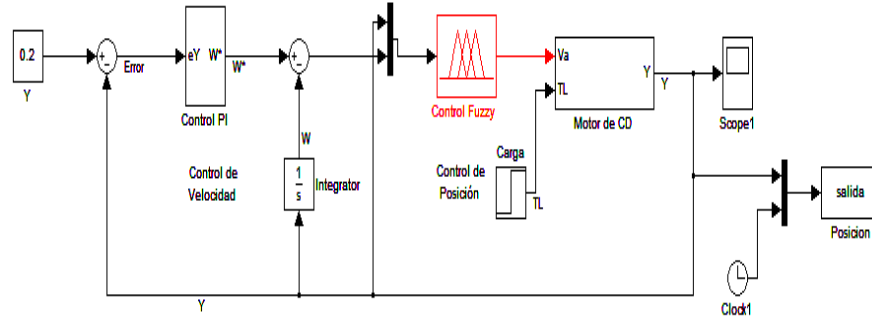 0.2
Y
+
−
Error
eY
W*
Control PI
W*
+
−
W
Control de
Velocidad
1
s
Integrator
Control Fuzzy
Va
TL
Y
Motor de CD
Y
Scope1
Carga
Control de
Posición
TL
salida
Posicion
Clock1
Y